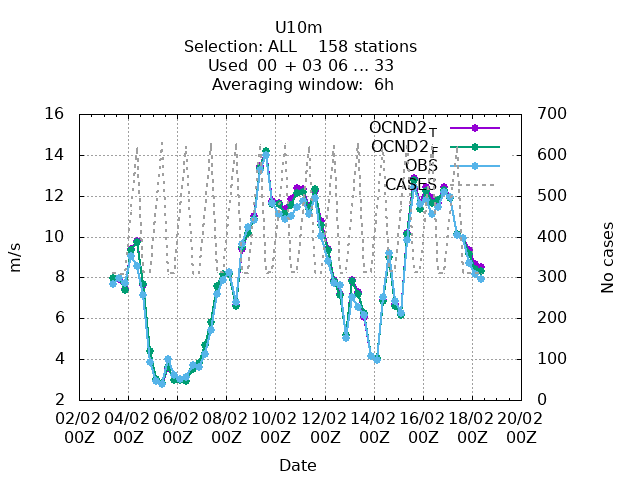 U10m
Selection: ALL    158 stations
Used  00 + 03 06 ... 33
Averaging window:  6h
16 700
OCND2 T
14 600
OCND2 F
OBS
CASES
12 500
10 400
m/s
No cases
8 300
6 200
4 100
2 0
02/02 04/02 06/02 08/02 10/02 12/02 14/02 16/02 18/02 20/02
00Z 00Z 00Z 00Z 00Z 00Z 00Z 00Z 00Z 00Z
Date